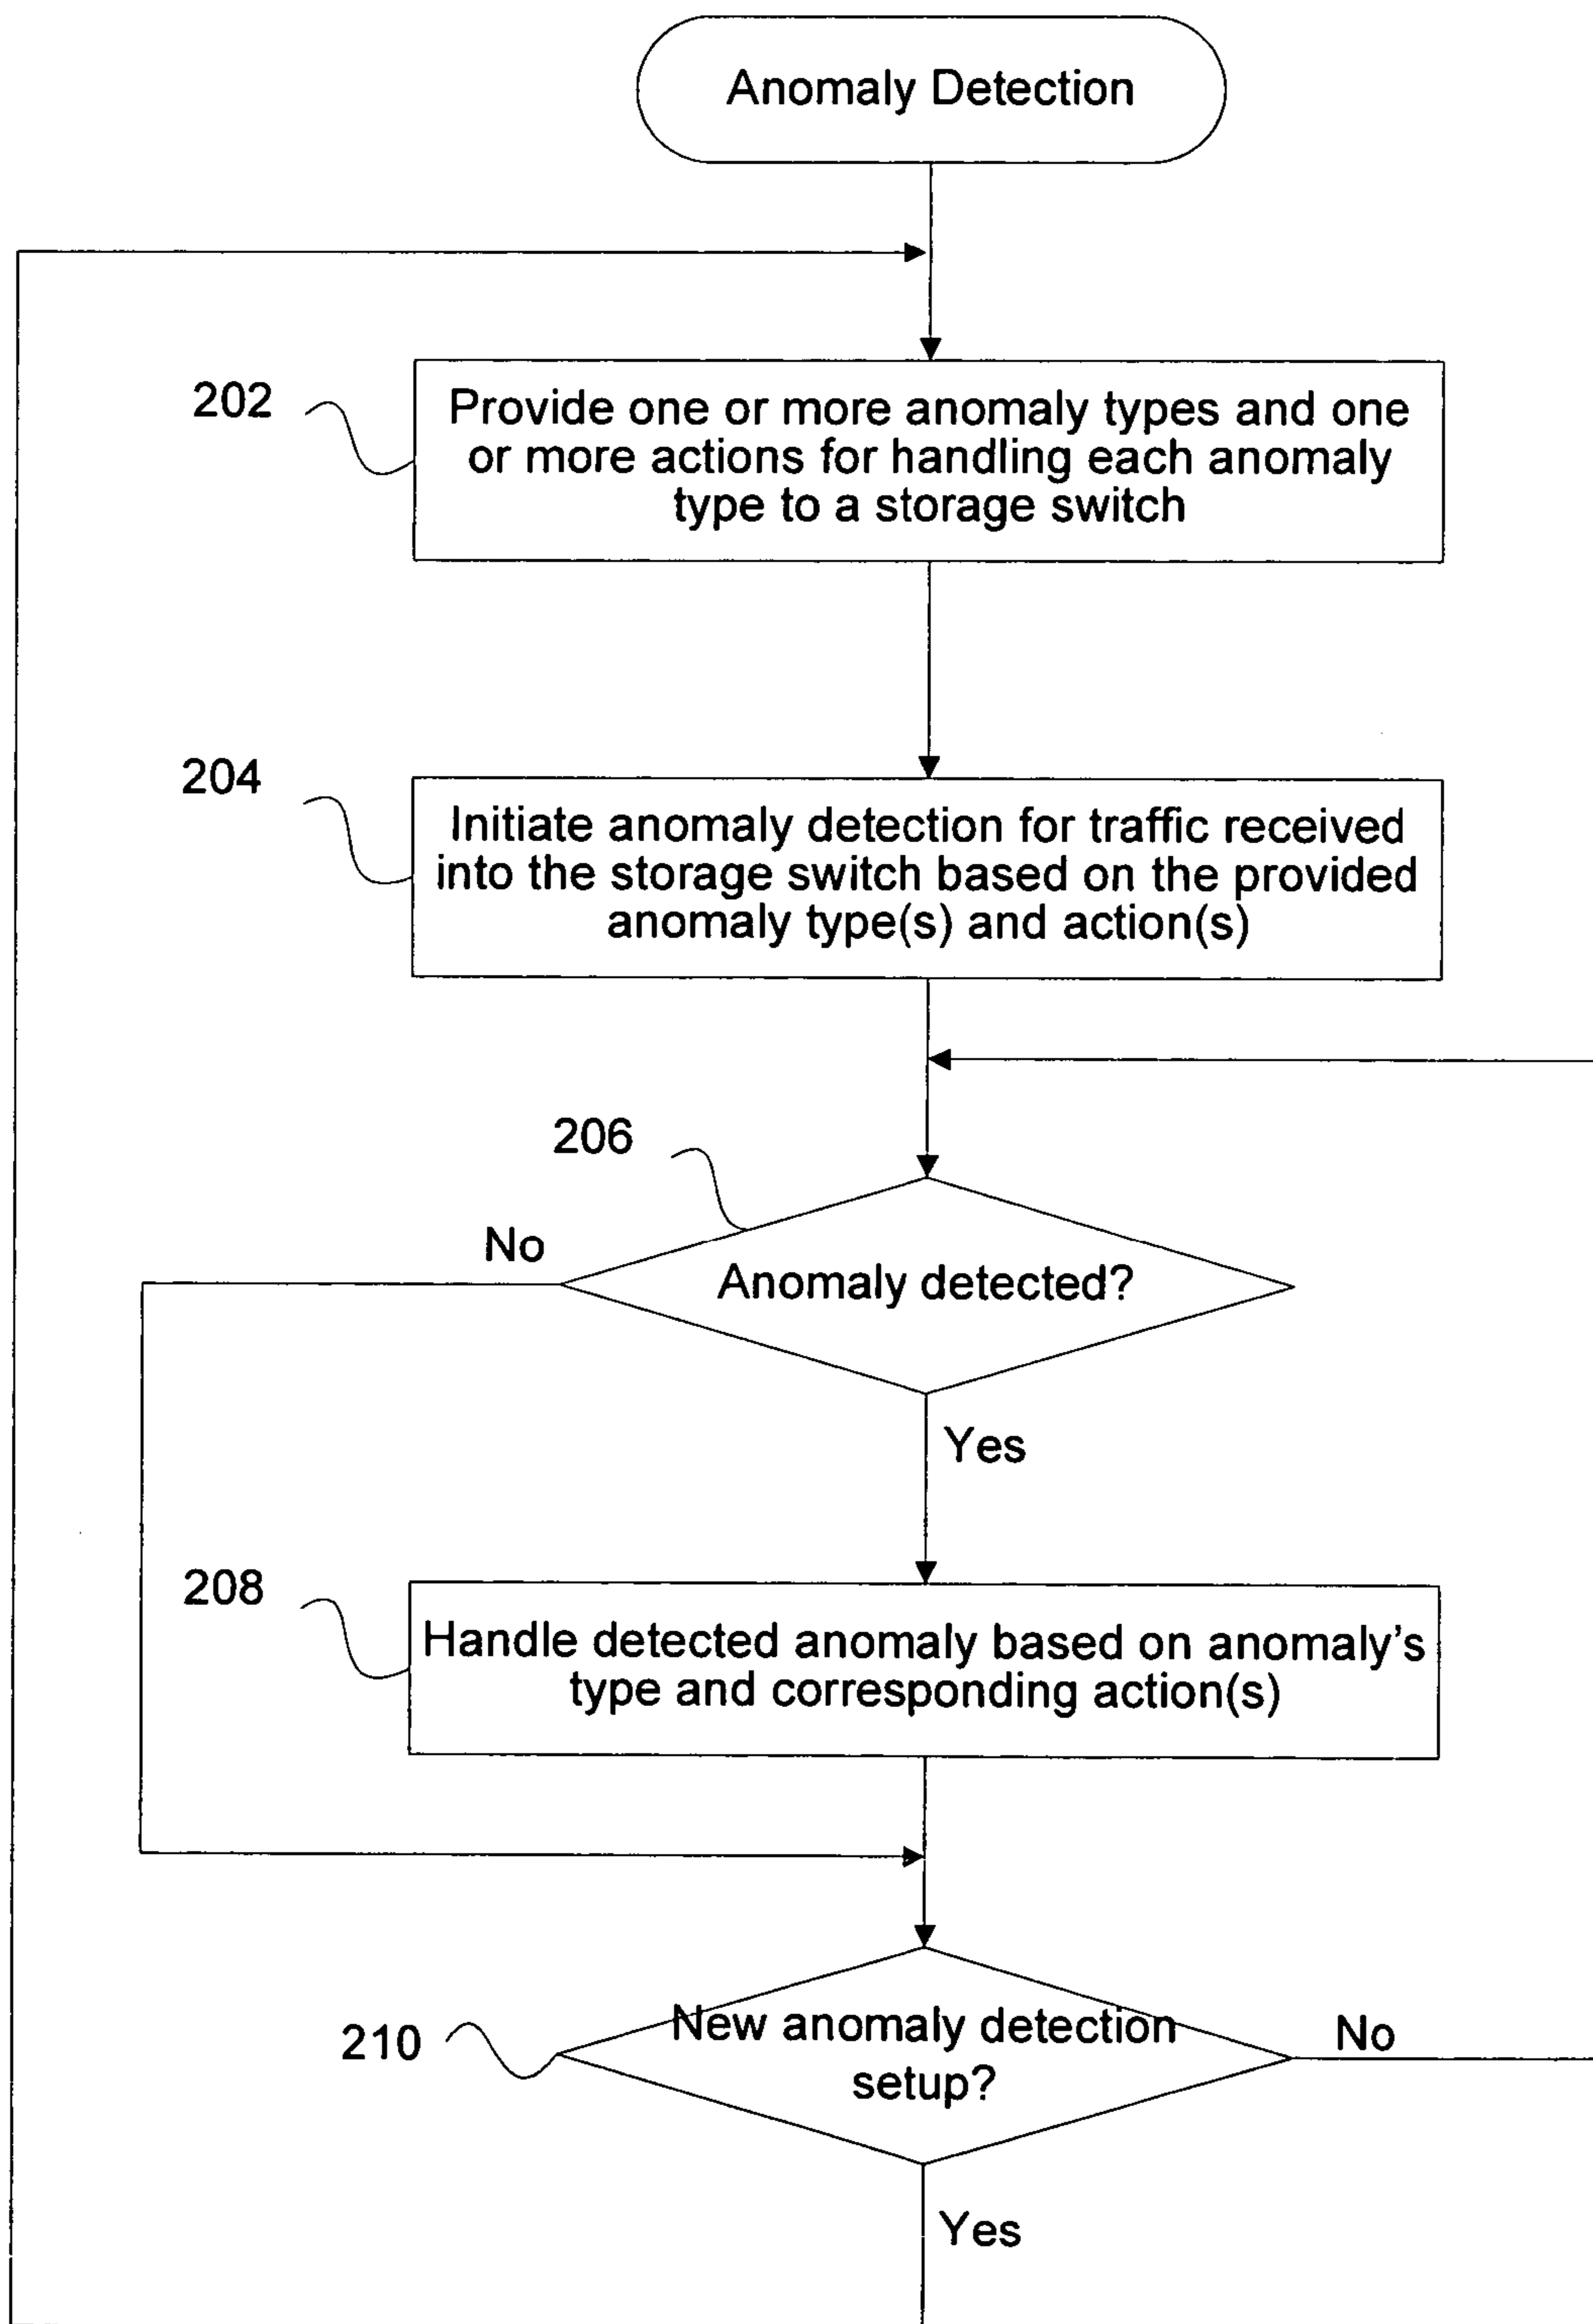 Anomaly Detection
202
Provide one or more anomaly types and one
or more actions for handling each anomaly
type to a storage switch
204
Initiate anomaly detection for traffic received
into the storage switch based on the provided
anomaly type(s) and action(s)
206
No
Anomaly detected?
Yes
208
Handle detected anomaly based on anomaly's
type and corresponding action(s)
210
New anomaly detection
setup?
No
Yes